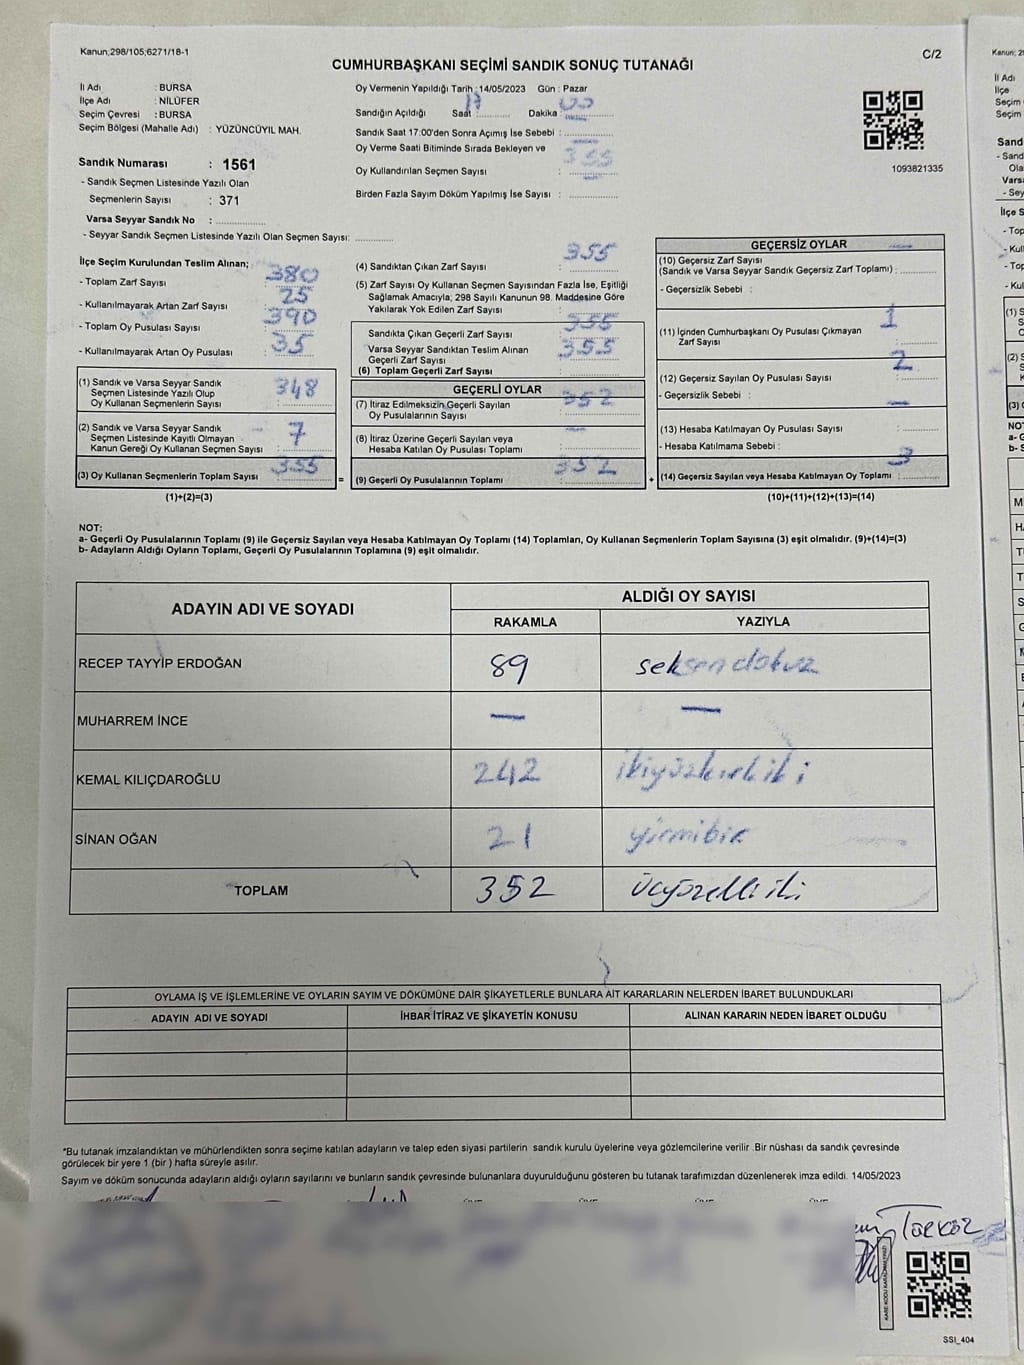 Kanun;298/105;6271/18-1
C/2
CUMHURBAŞKANI SEÇİMİ SANDIK SONUÇ TUTANAĞI
İl Adı : BURSA
İlçe Adı : NİLÜFER
Seçim Çevresi : BURSA
Seçim Bölgesi (Mahalle Adı) : YÜZÜNCÜYIL MAH.
Sandık Numarası : 1561
- Sandık Seçmen Listesinde Yazılı Olan
Seçmenlerin Sayısı : 371
Varsa Seyyar Sandık No : ..............
- Seyyar Sandık Seçmen Listesinde Yazılı Olan Seçmen Sayısı: ............
Oy Vermenin Yapıldığı Tarih :14/05/2023 Gün : Pazar
Sandığın Açıldığı Saat 17 Dakika 00
Sandık Saat 17:00'den Sonra Açımış İse Sebebi : —
Oy Verme Saati Bitiminde Sırada Bekleyen ve
Oy Kullandırılan Seçmen Sayısı : 355
Birden Fazla Sayım Döküm Yapılmış İse Sayısı : —
1093821335
İlçe Seçim Kurulundan Teslim Alınan;
- Toplam Zarf Sayısı : 380
- Kullanılmayarak Artan Zarf Sayısı : 25
- Toplam Oy Pusulası Sayısı : 390
- Kullanılmayarak Artan Oy Pusulası : 35
(1) Sandık ve Varsa Seyyar Sandık
Seçmen Listesinde Yazılı Olup
Oy Kullanan Seçmenlerin Sayısı : 348
(2) Sandık ve Varsa Seyyar Sandık
Seçmen Listesinde Kayıtlı Olmayan
Kanun Gereği Oy Kullanan Seçmen Sayısı : 7
(3) Oy Kullanan Seçmenlerin Toplam Sayısı : 355
(1)+(2)=(3)
=
(4) Sandıktan Çıkan Zarf Sayısı : 355
(5) Zarf Sayısı Oy Kullanan Seçmen Sayısından Fazla İse, Eşitliği
Sağlamak Amacıyla; 298 Sayılı Kanunun 98. Maddesine Göre
Yakılarak Yok Edilen Zarf Sayısı : —
Sandıkta Çıkan Geçerli Zarf Sayısı : 355
Varsa Seyyar Sandıktan Teslim Alınan
Geçerli Zarf Sayısı
(6) Toplam Geçerli Zarf Sayısı : 355
GEÇERLİ OYLAR
(7) İtiraz Edilmeksizin Geçerli Sayılan
Oy Pusulalarının Sayısı : 352
(8) İtiraz Üzerine Geçerli Sayılan veya
Hesaba Katılan Oy Pusulası Toplamı : —
(9) Geçerli Oy Pusulalarının Toplamı : 352
+
GEÇERSİZ OYLAR
(10) Geçersiz Zarf Sayısı
(Sandık ve Varsa Seyyar Sandık Geçersiz Zarf Toplamı) : —
- Geçersizlik Sebebi :
(11) İçinden Cumhurbaşkanı Oy Pusulası Çıkmayan
Zarf Sayısı : 1
(12) Geçersiz Sayılan Oy Pusulası Sayısı : 2
- Geçersizlik Sebebi :
(13) Hesaba Katılmayan Oy Pusulası Sayısı : —
- Hesaba Katılmama Sebebi :
(14) Geçersiz Sayılan veya Hesaba Katılmayan Oy Toplamı : 3
(10)+(11)+(12)+(13)=(14)
NOT:
a- Geçerli Oy Pusulalarının Toplamı (9) ile Geçersiz Sayılan veya Hesaba Katılmayan Oy Toplamı (14) Toplamları, Oy Kullanan Seçmenlerin Toplam Sayısına (3) eşit olmalıdır. (9)+(14)=(3)
b- Adayların Aldığı Oyların Toplamı, Geçerli Oy Pusulalarının Toplamına (9) eşit olmalıdır.
ADAYIN ADI VE SOYADI ALDIĞI OY SAYISI
RAKAMLA YAZIYLA
RECEP TAYYİP ERDOĞAN 89 seksendokuz
MUHARREM İNCE — —
KEMAL KILIÇDAROĞLU 242 ikiyüzkırkiki
SİNAN OĞAN 21 yirmibir
TOPLAM 352 üçyüzelliiki
OYLAMA İŞ VE İŞLEMLERİNE VE OYLARIN SAYIM VE DÖKÜMÜNE DAİR ŞİKAYETLERLE BUNLARA AİT KARARLARIN NELERDEN İBARET BULUNDUKLARI
ADAYIN ADI VE SOYADI İHBAR İTİRAZ VE ŞİKAYETİN KONUSU ALINAN KARARIN NEDEN İBARET OLDUĞU
*Bu tutanak imzalandıktan ve mühürlendikten sonra seçime katılan adayların ve talep eden siyasi partilerin sandık kurulu üyelerine veya gözlemcilerine verilir. Bir nüshası da sandık çevresinde
görülecek bir yere 1 (bir ) hafta süreyle asılır.
Sayım ve döküm sonucunda adayların aldığı oyların sayılarını ve bunların sandık çevresinde bulunanlara duyurulduğunu gösteren bu tutanak tarafımızdan düzenlenerek imza edildi. 14/05/2023
SSI_404